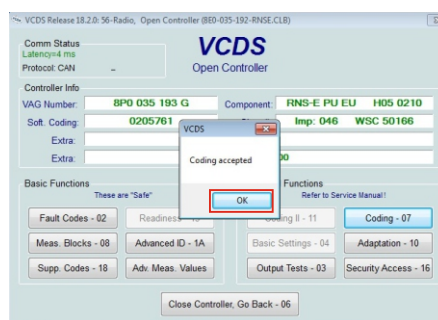 VCDS Release 18.2.0: 56-Radio, Open Controller (8E0-035-192-RNSE.CLB)
Comm Status
Latency=4 ms
Protocol: CAN
VCDS
Open Controller
Controller Info
VAG Number: 8P0 035 193 G Component: RNS-E PU EU H05 0210
Soft. Coding: 0205761 Imp: 046 WSC 50166
Extra:
Extra:
VCDS
Coding accepted
OK
Basic Functions
These are "Safe"
Functions
Refer to Service Manual!
Fault Codes - 02 Coding - 07
Meas. Blocks - 08 Advanced ID - 1A Basic Settings - 04 Adaptation - 10
Supp. Codes - 18 Adv. Meas. Values Output Tests - 03 Security Access - 16
Close Controller, Go Back - 06